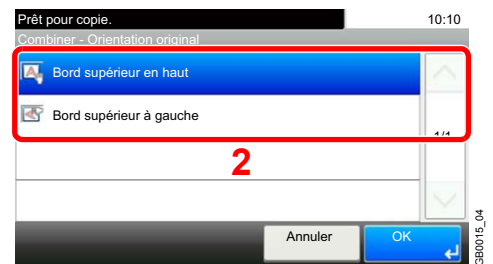 Prêt pour copie. 10:10
Combiner - Orientation original
Bord supérieur en haut
Bord supérieur à gauche
1/1
2
Annuler OK
GB0015_04